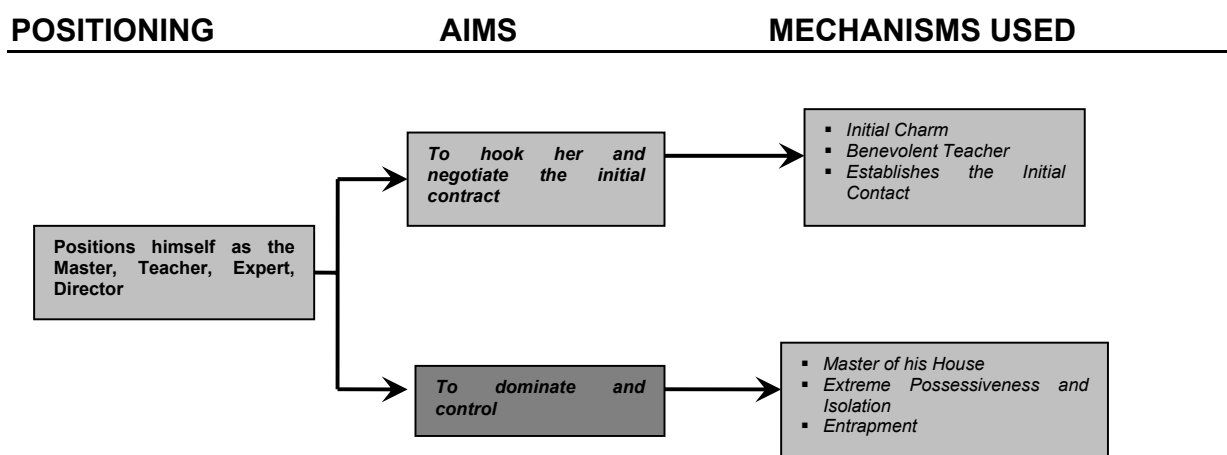 POSITIONING AIMS MECHANISMS USED
To hook her and
negotiate the initial
contract
▪ Initial Charm
▪ Benevolent Teacher
▪ Establishes the Initial
Contact
Positions himself as the
Master, Teacher, Expert,
Director
To dominate and
control
▪ Master of his House
▪ Extreme Possessiveness and
Isolation
▪ Entrapment